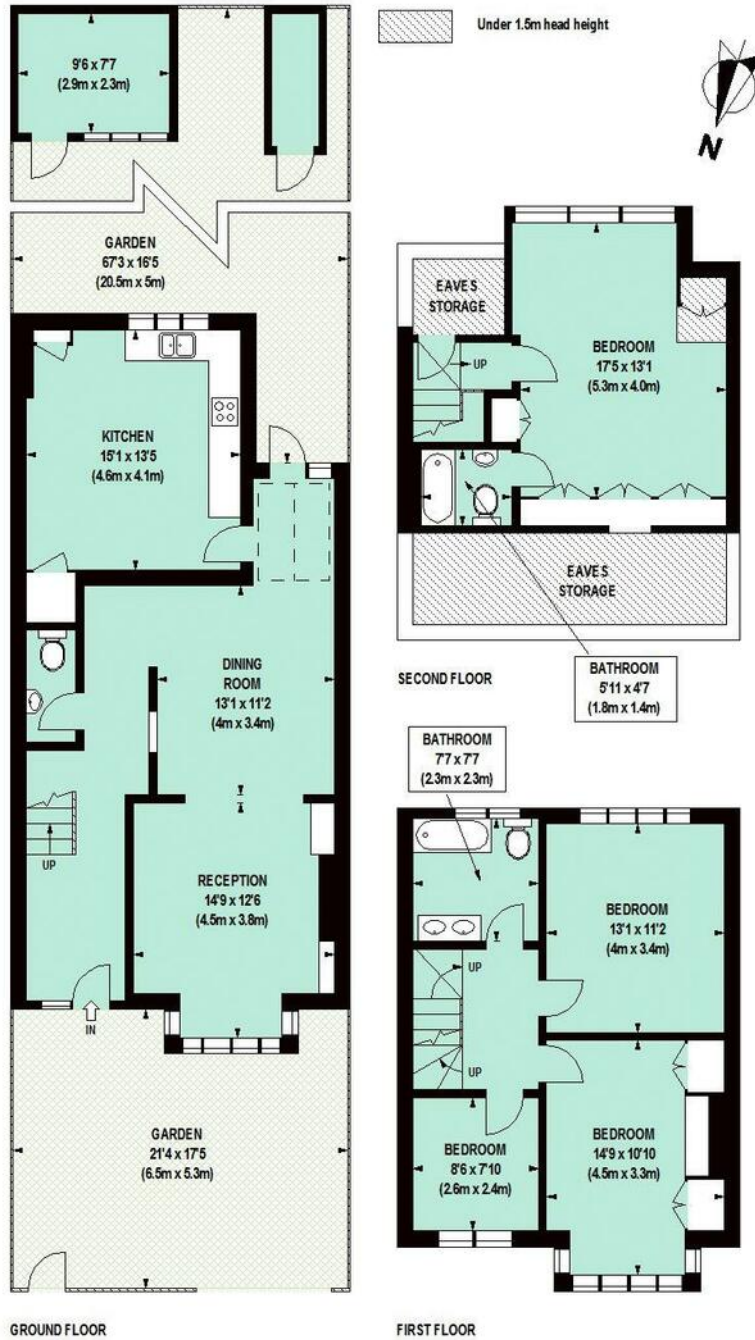 Under 1.5m head height
N
9'6 x 7'7
(2.9m x 2.3m)
GARDEN
67'3 x 16'5
(20.5m x 5m)
KITCHEN
15'1 x 13'5
(4.6m x 4.1m)
DINING
ROOM
13'1 x 11'2
(4m x 3.4m)
UP
RECEPTION
14'9 x 12'6
(4.5m x 3.8m)
IN
GARDEN
21'4 x 17'5
(6.5m x 5.3m)
GROUND FLOOR
EAVES
STORAGE
UP
BEDROOM
17'5 x 13'1
(5.3m x 4.0m)
EAVES
STORAGE
BATHROOM
5'11 x 4'7
(1.8m x 1.4m)
SECOND FLOOR
BATHROOM
7'7 x 7'7
(2.3m x 2.3m)
BEDROOM
13'1 x 11'2
(4m x 3.4m)
UP
UP
BEDROOM
8'6 x 7'10
(2.6m x 2.4m)
BEDROOM
14'9 x 10'10
(4.5m x 3.3m)
FIRST FLOOR